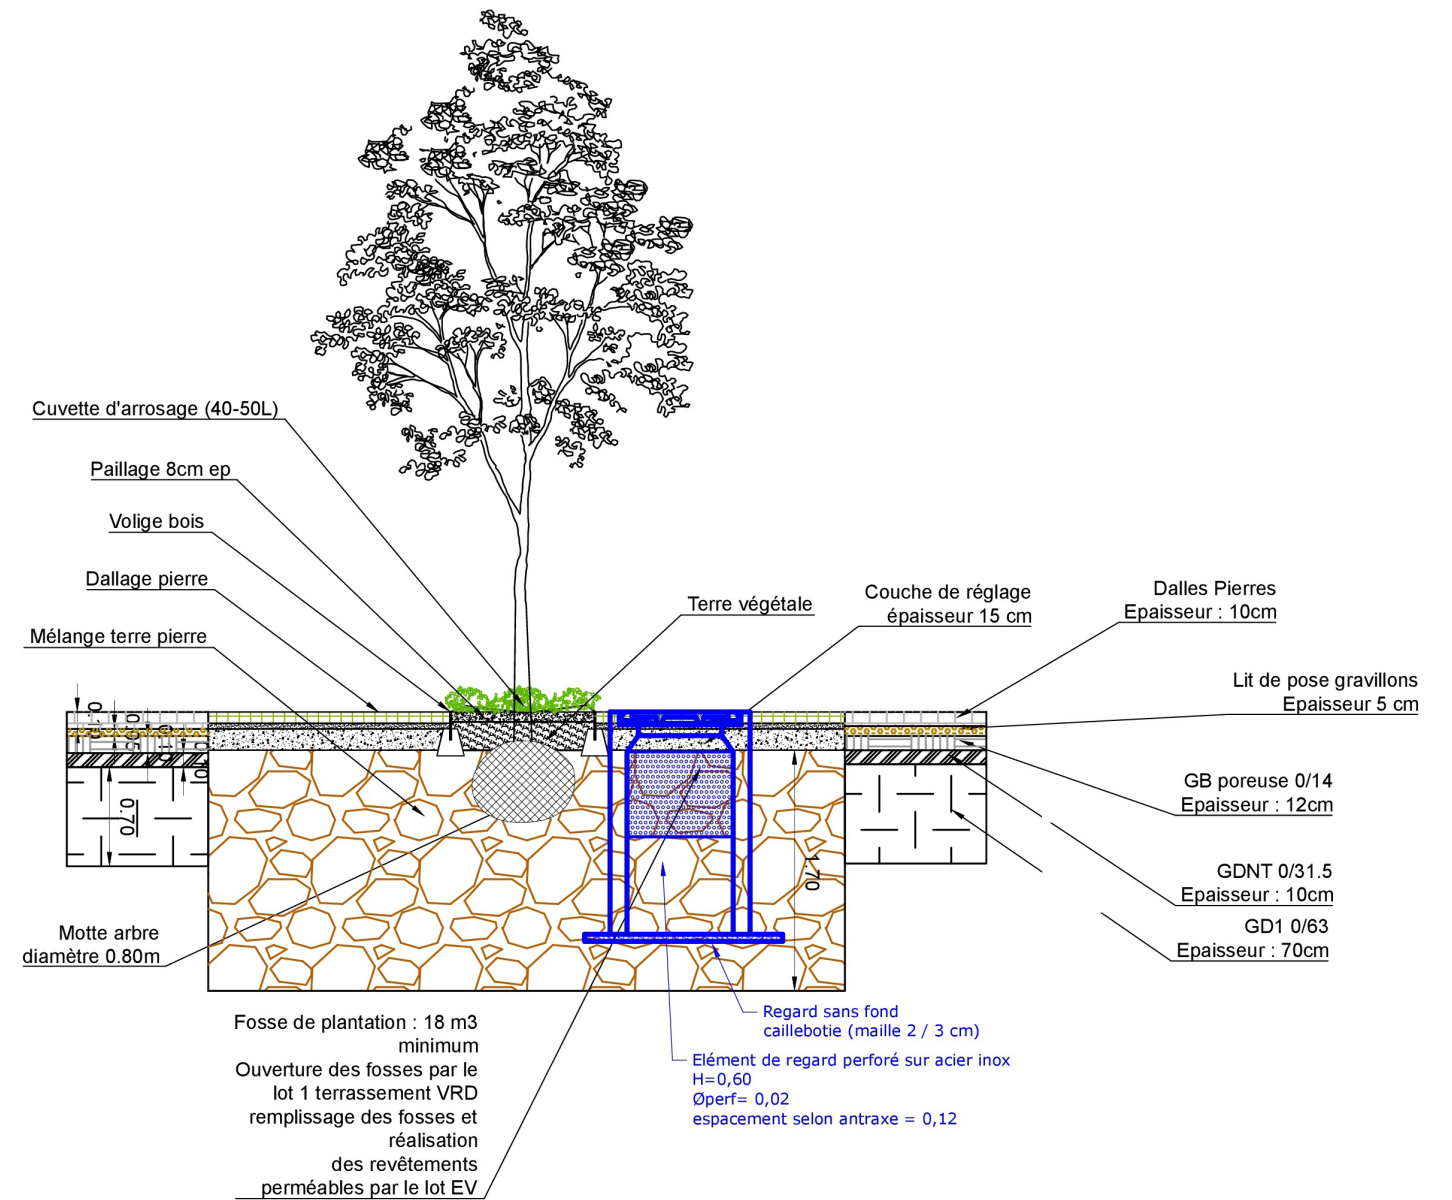 Cuvette d'arrosage (40-50L)
Paillage 8cm ep
Volige bois
Dallage pierre
Mélange terre pierre
Terre végétale
Couche de réglage
épaisseur 15 cm
Dalles Pierres
Epaisseur : 10cm
Lit de pose gravillons
Epaisseur 5 cm
GB poreuse 0/14
Epaisseur : 12cm
GDNT 0/31.5
Epaisseur : 10cm
GD1 0/63
Epaisseur : 70cm
0.70
1.70
Motte arbre
diamètre 0.80m
Fosse de plantation : 18 m3
minimum
Ouverture des fosses par le
lot 1 terrassement VRD
remplissage des fosses et
réalisation
des revêtements
perméables par le lot EV
Regard sans fond
caillebotie (maille 2 / 3 cm)
Elément de regard perforé sur acier inox
H=0,60
Øperf= 0,02
espacement selon antraxe = 0,12